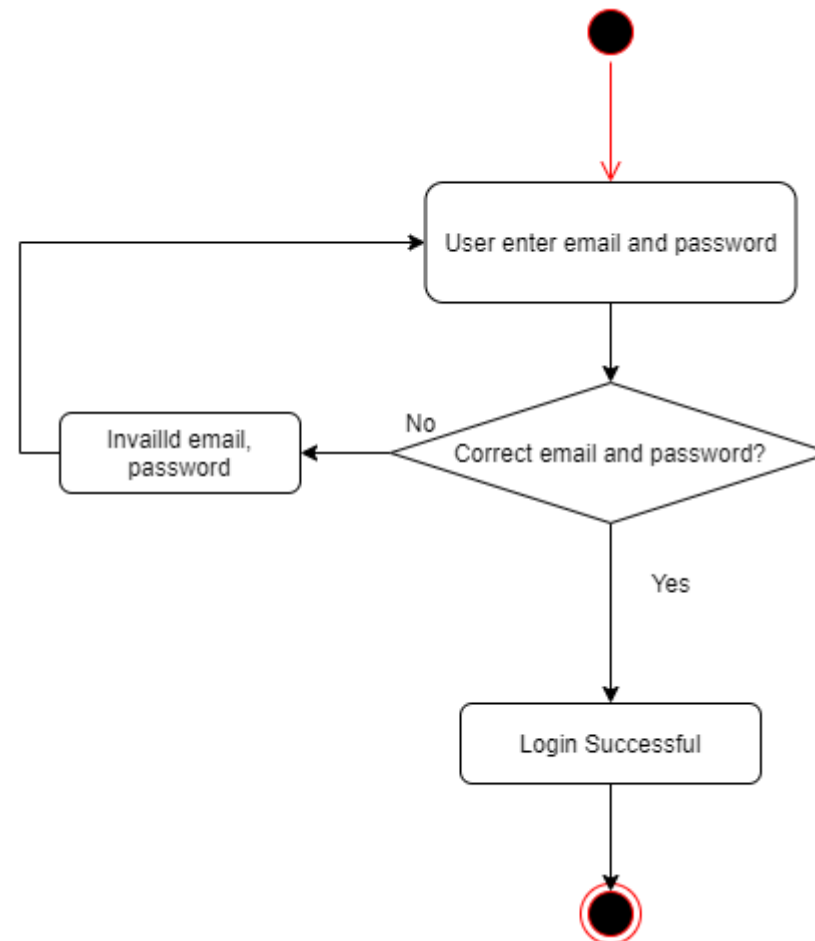 User enter email and password
No
Correct email and password?
Invailld email,
password
Yes
Login Successful